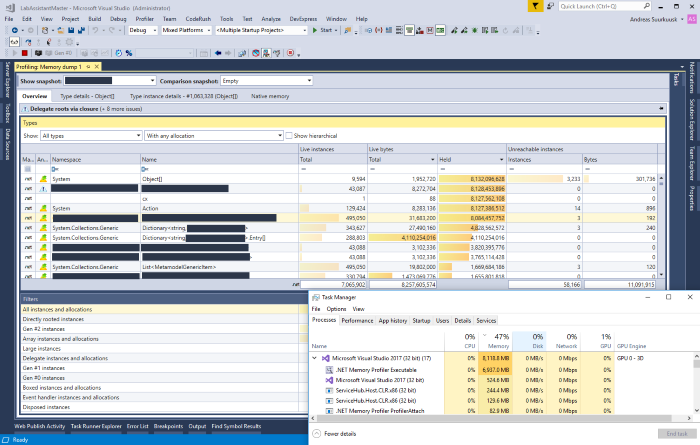 LabAssistantMaster - Microsoft Visual Studio (Administrator)
Quick Launch (Ctrl+Q)
File Edit View Project Build Debug Profiler Team CodeRush Tools Test Analyze DevExpress Window Help
Andreas Suurkuusk AS
Debug Mixed Platforms <Multiple Startup Projects> Start
Gen #0
Profiling: Memory dump 1
Show snapshot: Comparison snapshot: Empty
Overview Type details - Object[] Type instance details - #1,063,328 (Object[]) Native memory
Delegate roots via closure (+ 8 more issues)
Types
Show: All types With any allocation Show hierarchical
Live instances Live bytes Unreachable instances
Ma... An... Namespace Name Total Total Held Instances Bytes
.net System Object[] 9,594 1,952,720 8,132,096,628 3,233 301,736
.net 43,087 8,272,704 8,128,453,896 0 0
.net cx 1 88 8,127,562,108 0 0
.net System Action 129,424 8,283,136 8,127,386,512 14 896
.net 495,050 31,683,200 8,064,457,752 3 192
.net System.Collections.Generic Dictionary<string, > 343,627 27,490,160 4,828,562,572 3 240
.net System.Collections.Generic Dictionary<string, >.Entry[] 288,803 4,110,254,016 4,110,254,016 0 0
.net 43,088 3,102,336 3,820,395,776 0 0
.net 43,088 3,102,336 3,765,114,428 0 0
.net System.Collections.Generic List<MetamodelGenericItem> 495,050 19,802,000 1,669,684,186 3 120
.net System.Collections.Generic 330,794 1,473,069,776 1,655,801,818 0 0
.net 7,065,902 8,257,605,574 58,166 11,091,915
Filters
All instances and allocations
Directly rooted instances
Gen #2 instances
Array instances and allocations
Large instances
Delegate instances and allocations
Gen #1 instances
Gen #0 instances
Boxed instances and allocations
Event handler instances and allocations
Disposed instances
Server Explorer
Toolbox
Data Sources
Tasks
Notifications
Solution Explorer
Team Explorer
Properties
Task Manager
File Options View
Processes Performance App history Startup Users Details Services
0% 47% 0% 0% 1%
Name CPU Memory Disk Network GPU GPU Engine
Microsoft Visual Studio 2017 (32 bit) (17) 0% 8,118.8 MB 0 MB/s 0 Mbps 0% GPU 0 - 3D
.NET Memory Profiler Executable 0% 6,937.0 MB 0 MB/s 0 Mbps 0%
Microsoft Visual Studio 2017 (32 bit) 0% 524.6 MB 0 MB/s 0 Mbps 0%
ServiceHub.Host.CLR.x86 (32 bit) 0% 244.4 MB 0 MB/s 0 Mbps 0%
ServiceHub.Host.CLR.x86 (32 bit) 0% 129.6 MB 0 MB/s 0 Mbps 0%
.NET Memory Profiler ProfilerAttach 0% 82.9 MB 0 MB/s 0 Mbps 0%
Fewer details End task
Web Publish Activity Task Runner Explorer Error List Breakpoints Output Find Symbol Results
Ready